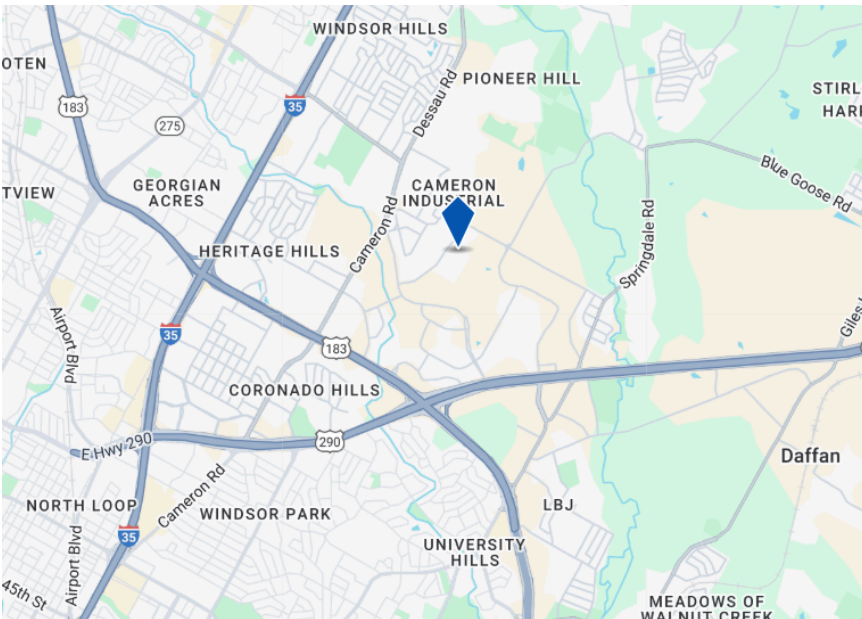 WINDSOR HILLS
OTEN
35
183
Dessau Rd
PIONEER HILL
STIRL
HARI
275
TVIEW
GEORGIAN
ACRES
CAMERON
INDUSTRIAL
Blue Goose Rd
Cameron Rd
HERITAGE HILLS
Springdale Rd
Airport Blvd
35
183
Giles
CORONADO HILLS
E Hwy 290
290
Daffan
Cameron Rd
NORTH LOOP
WINDSOR PARK
LBJ
35
UNIVERSITY
HILLS
Airport Blvd
45th St
MEADOWS OF
WALNUT CREEK